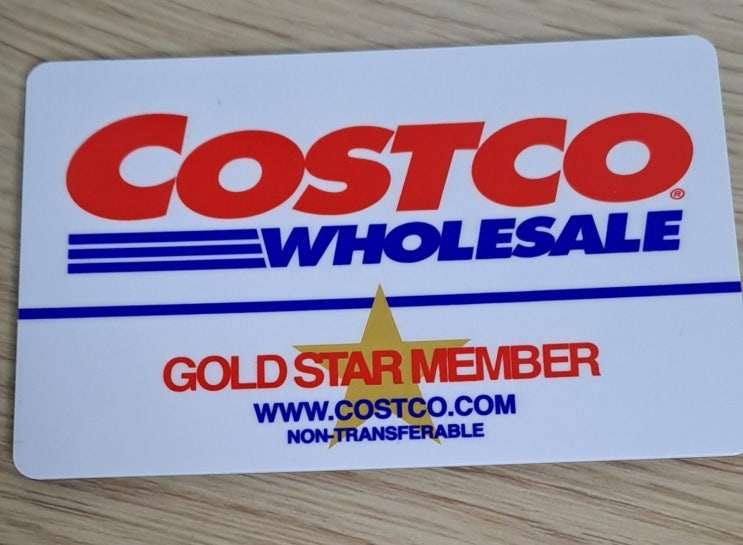 COSTCO®
WHOLESALE
GOLD STAR MEMBER
WWW.COSTCO.COM
NON-TRANSFERABLE